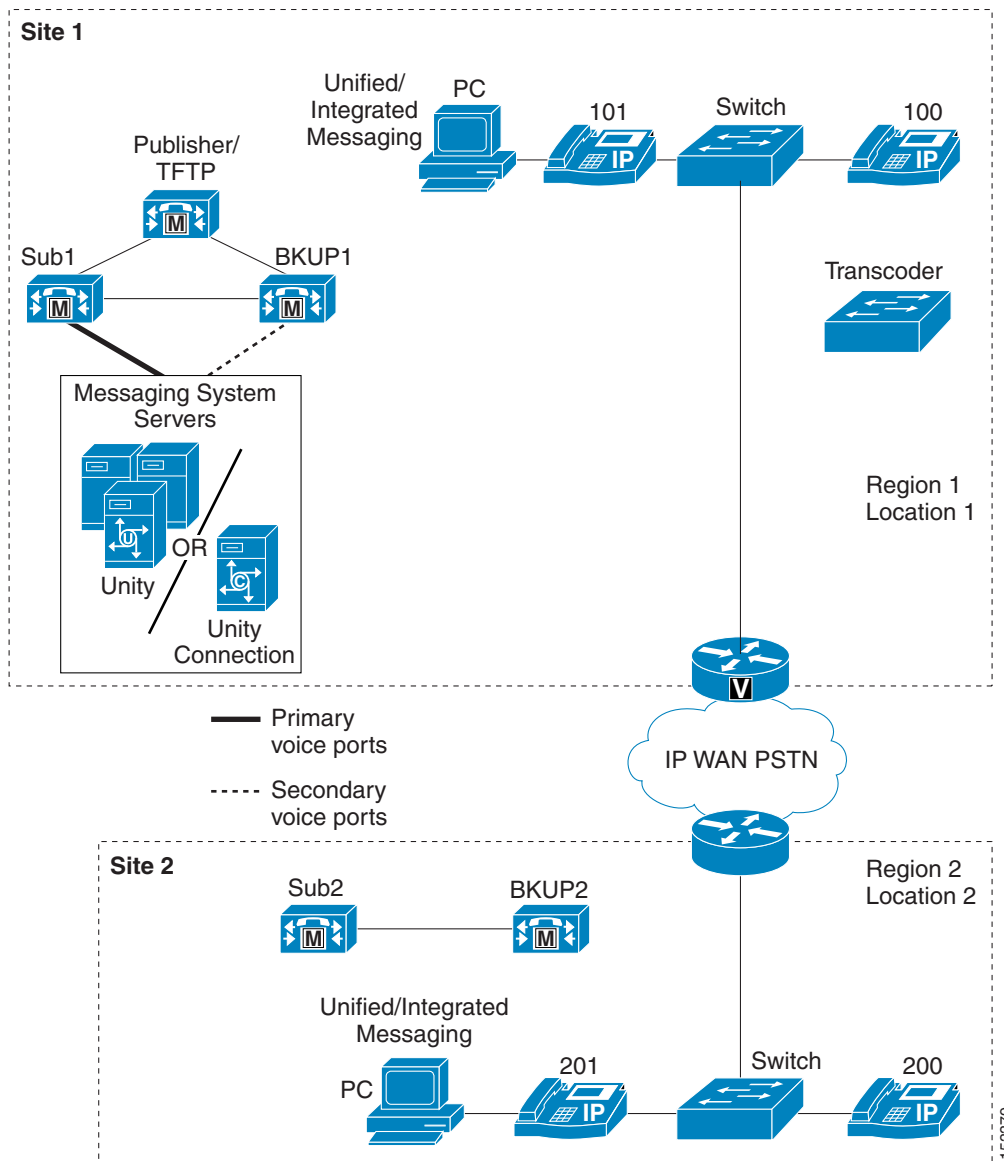 Site 1
Unified/
Integrated
Messaging
PC
101
Switch
100
IP
IP
Publisher/
TFTP
M
Sub1
BKUP1
M
M
Transcoder
Messaging System
Servers
U
OR
C
Unity
Unity
Connection
Region 1
Location 1
V
Primary
voice ports
IP WAN PSTN
Secondary
voice ports
Site 2
Region 2
Location 2
Sub2
BKUP2
M
M
Unified/Integrated
Messaging
PC
201
Switch
200
IP
IP